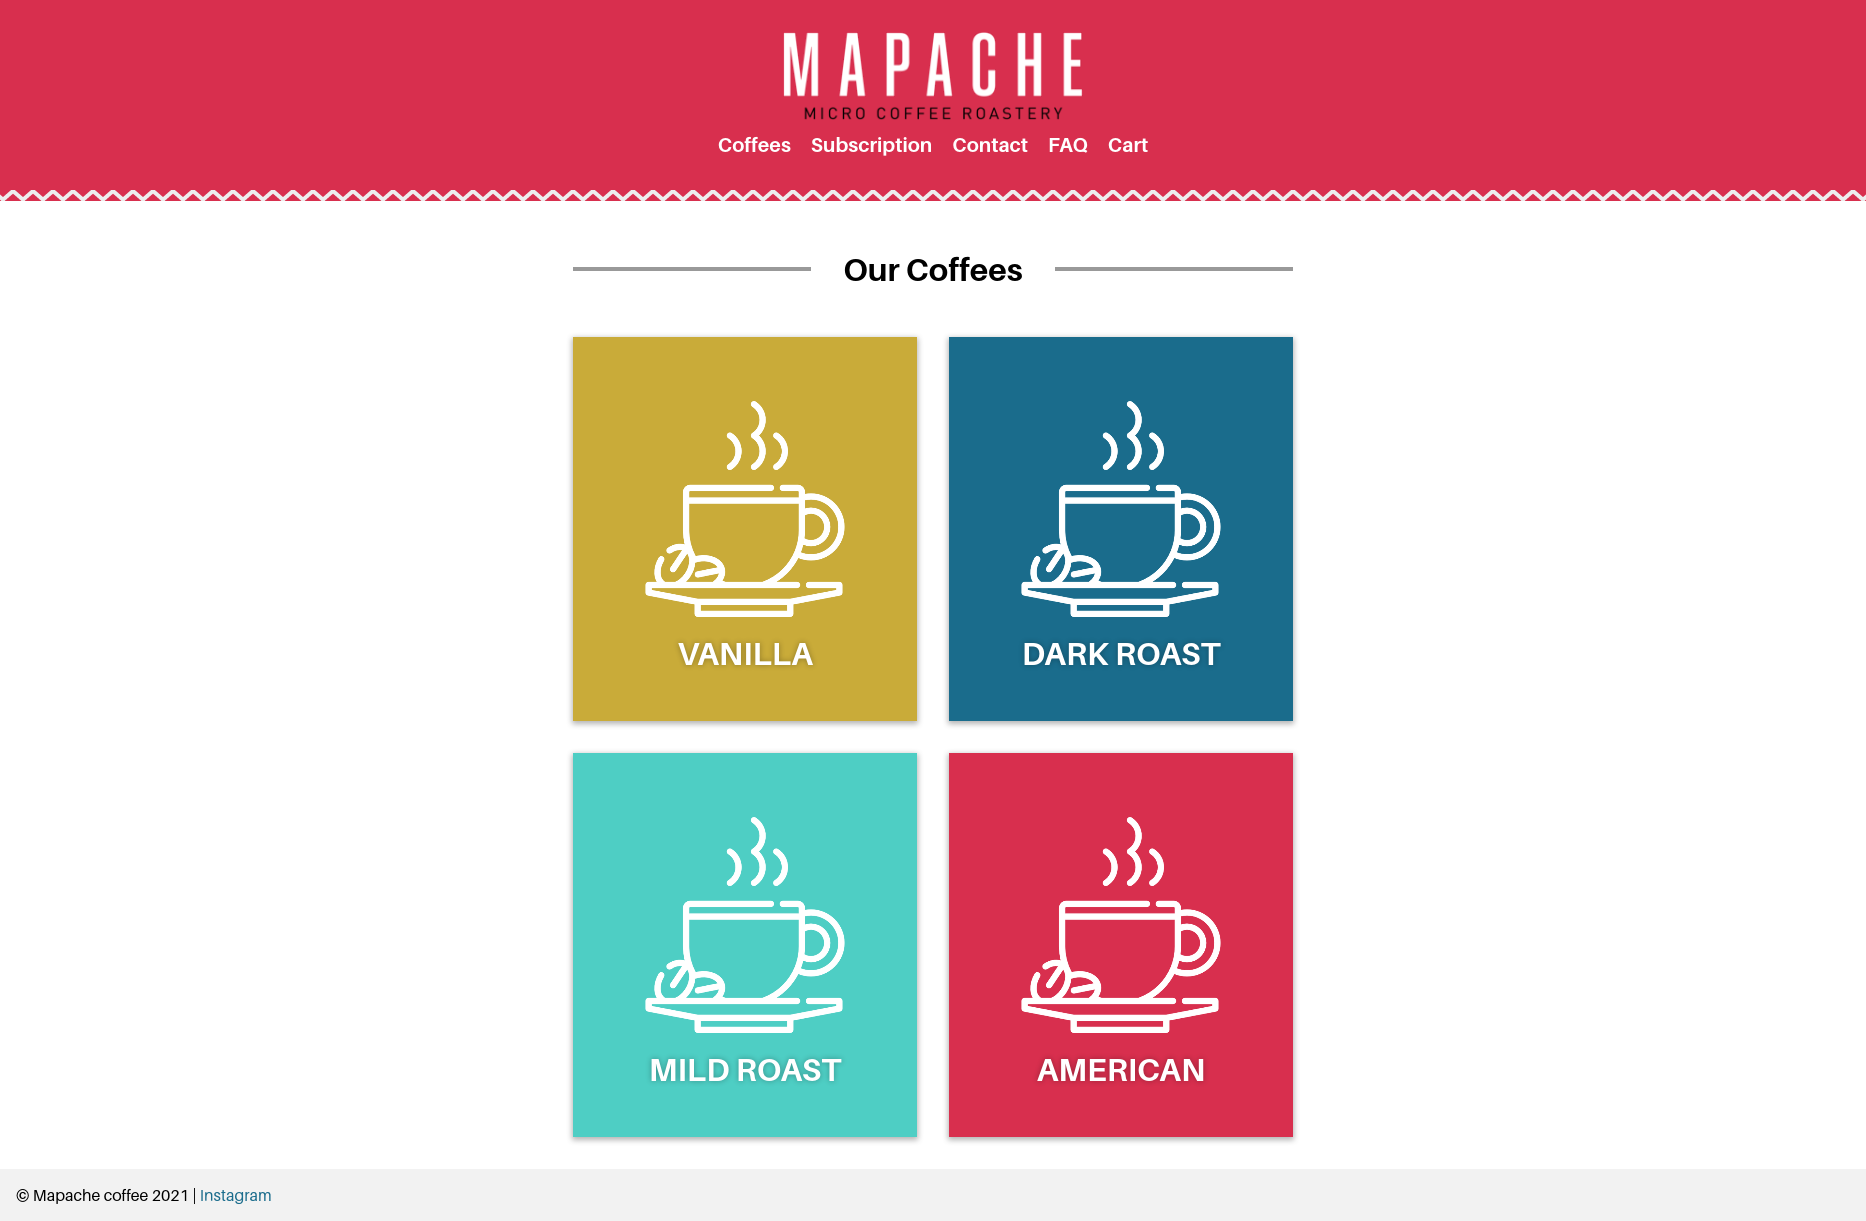 MAPACHE
MICRO COFFEE ROASTERY
Coffees Subscription Contact FAQ Cart
Our Coffees
VANILLA
DARK ROAST
MILD ROAST
AMERICAN
© Mapache coffee 2021 | Instagram